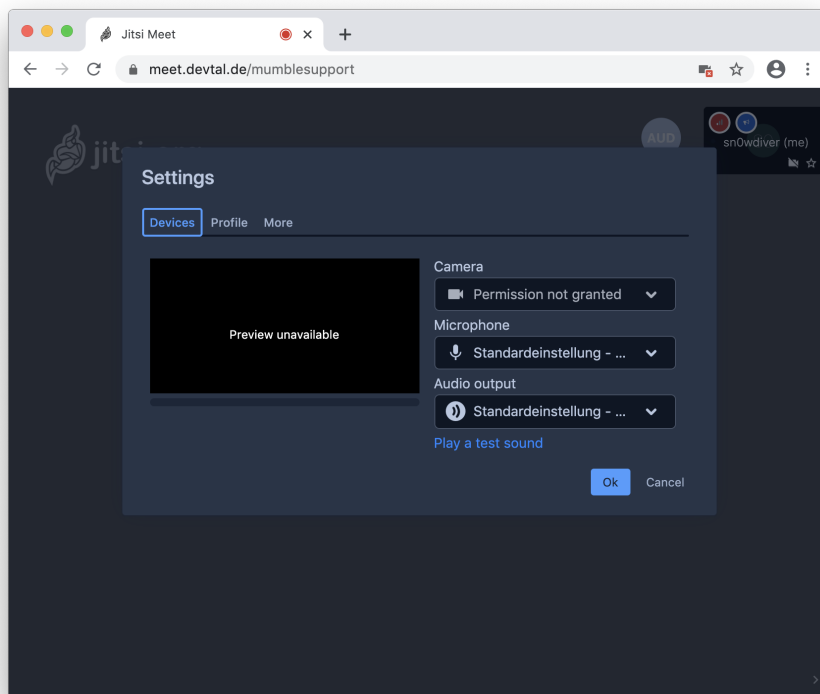 Jitsi Meet
meet.devtal.de/mumblesupport
AUD
sn0wdiver (me)
Settings
Devices Profile More
Preview unavailable
Camera
Permission not granted
Microphone
Standardeinstellung - ...
Audio output
Standardeinstellung - ...
Play a test sound
Ok Cancel